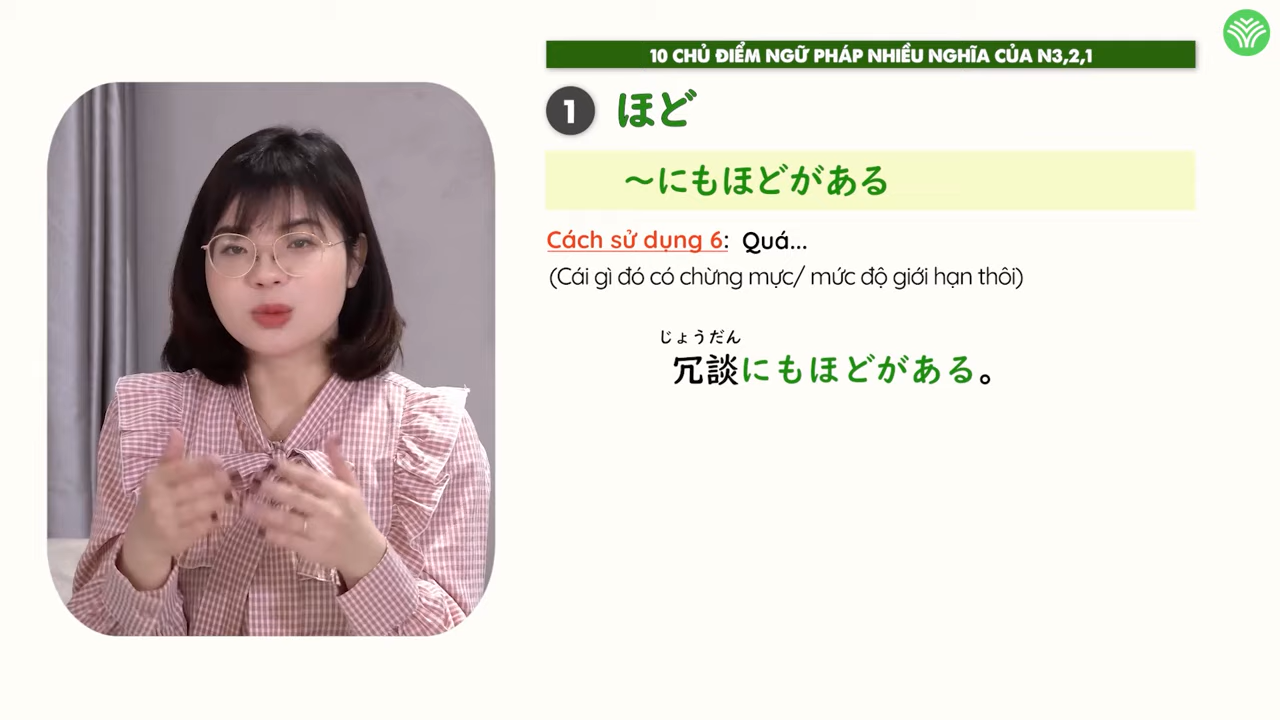 10 CHỦ ĐIỂM NGỮ PHÁP NHIỀU NGHĨA CỦA N3,2,1
1 ほど
～にもほどがある
Cách sử dụng 6: Quá...
(Cái gì đó có chừng mực/ mức độ giới hạn thôi)
じょうだん
冗談にもほどがある。